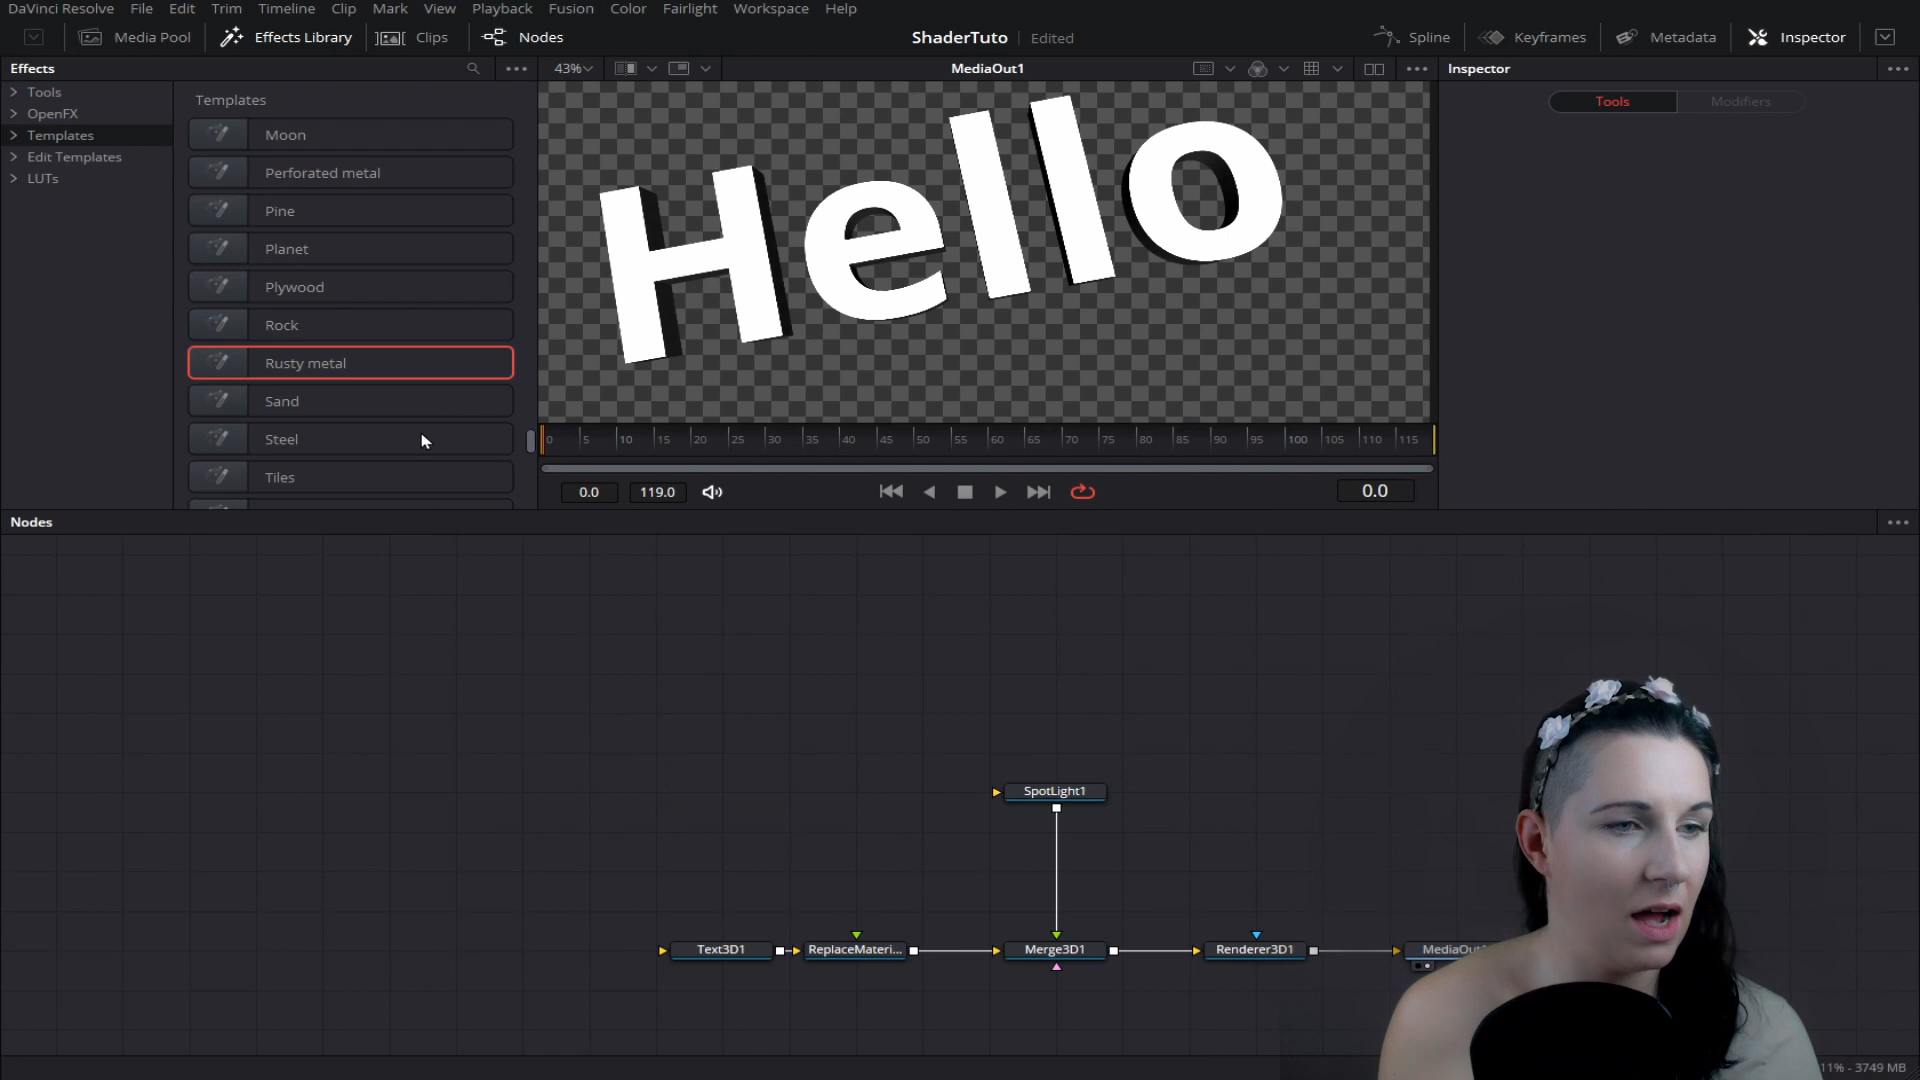 DaVinci Resolve File Edit Trim Timeline Clip Mark View Playback Fusion Color Fairlight Workspace Help
Media Pool Effects Library Clips Nodes ShaderTuto Edited Spline Keyframes Metadata Inspector
Effects 43% MediaOut1 Inspector
Tools
OpenFX
Templates
Edit Templates
LUTs
Templates
Moon
Perforated metal
Pine
Planet
Plywood
Rock
Rusty metal
Sand
Steel
Tiles
Hello
0 5 10 15 20 25 30 35 40 45 50 55 60 65 70 75 80 85 90 95 100 105 110 115
0.0 119.0 0.0
Tools Modifiers
Nodes
SpotLight1
Text3D1 ReplaceMateri... Merge3D1 Renderer3D1
11% - 3749 MB